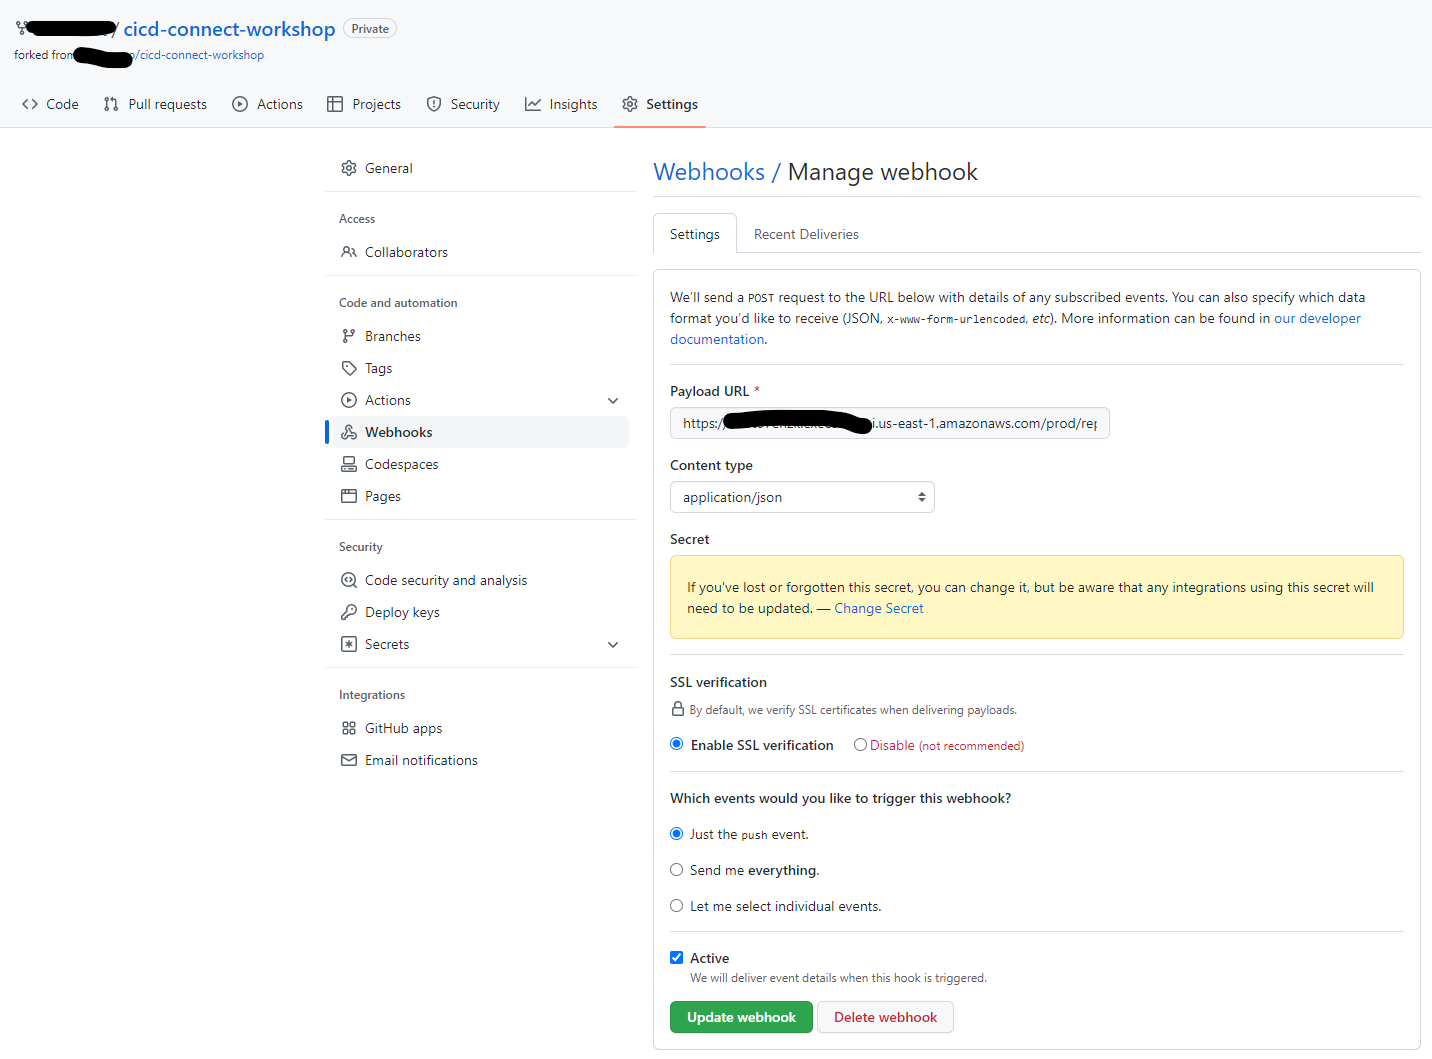 / cicd-connect-workshop Private
forked from /cicd-connect-workshop
Code Pull requests Actions Projects Security Insights Settings
General
Access
Collaborators
Code and automation
Branches
Tags
Actions
Webhooks
Codespaces
Pages
Security
Code security and analysis
Deploy keys
Secrets
Integrations
GitHub apps
Email notifications
Webhooks / Manage webhook
Settings Recent Deliveries
We'll send a POST request to the URL below with details of any subscribed events. You can also specify which data
format you'd like to receive (JSON, x-www-form-urlencoded, etc). More information can be found in our developer
documentation.
Payload URL *
https:/ i.us-east-1.amazonaws.com/prod/rep
Content type
application/json
Secret
If you've lost or forgotten this secret, you can change it, but be aware that any integrations using this secret will
need to be updated. — Change Secret
SSL verification
By default, we verify SSL certificates when delivering payloads.
Enable SSL verification Disable (not recommended)
Which events would you like to trigger this webhook?
Just the push event.
Send me everything.
Let me select individual events.
Active
We will deliver event details when this hook is triggered.
Update webhook Delete webhook